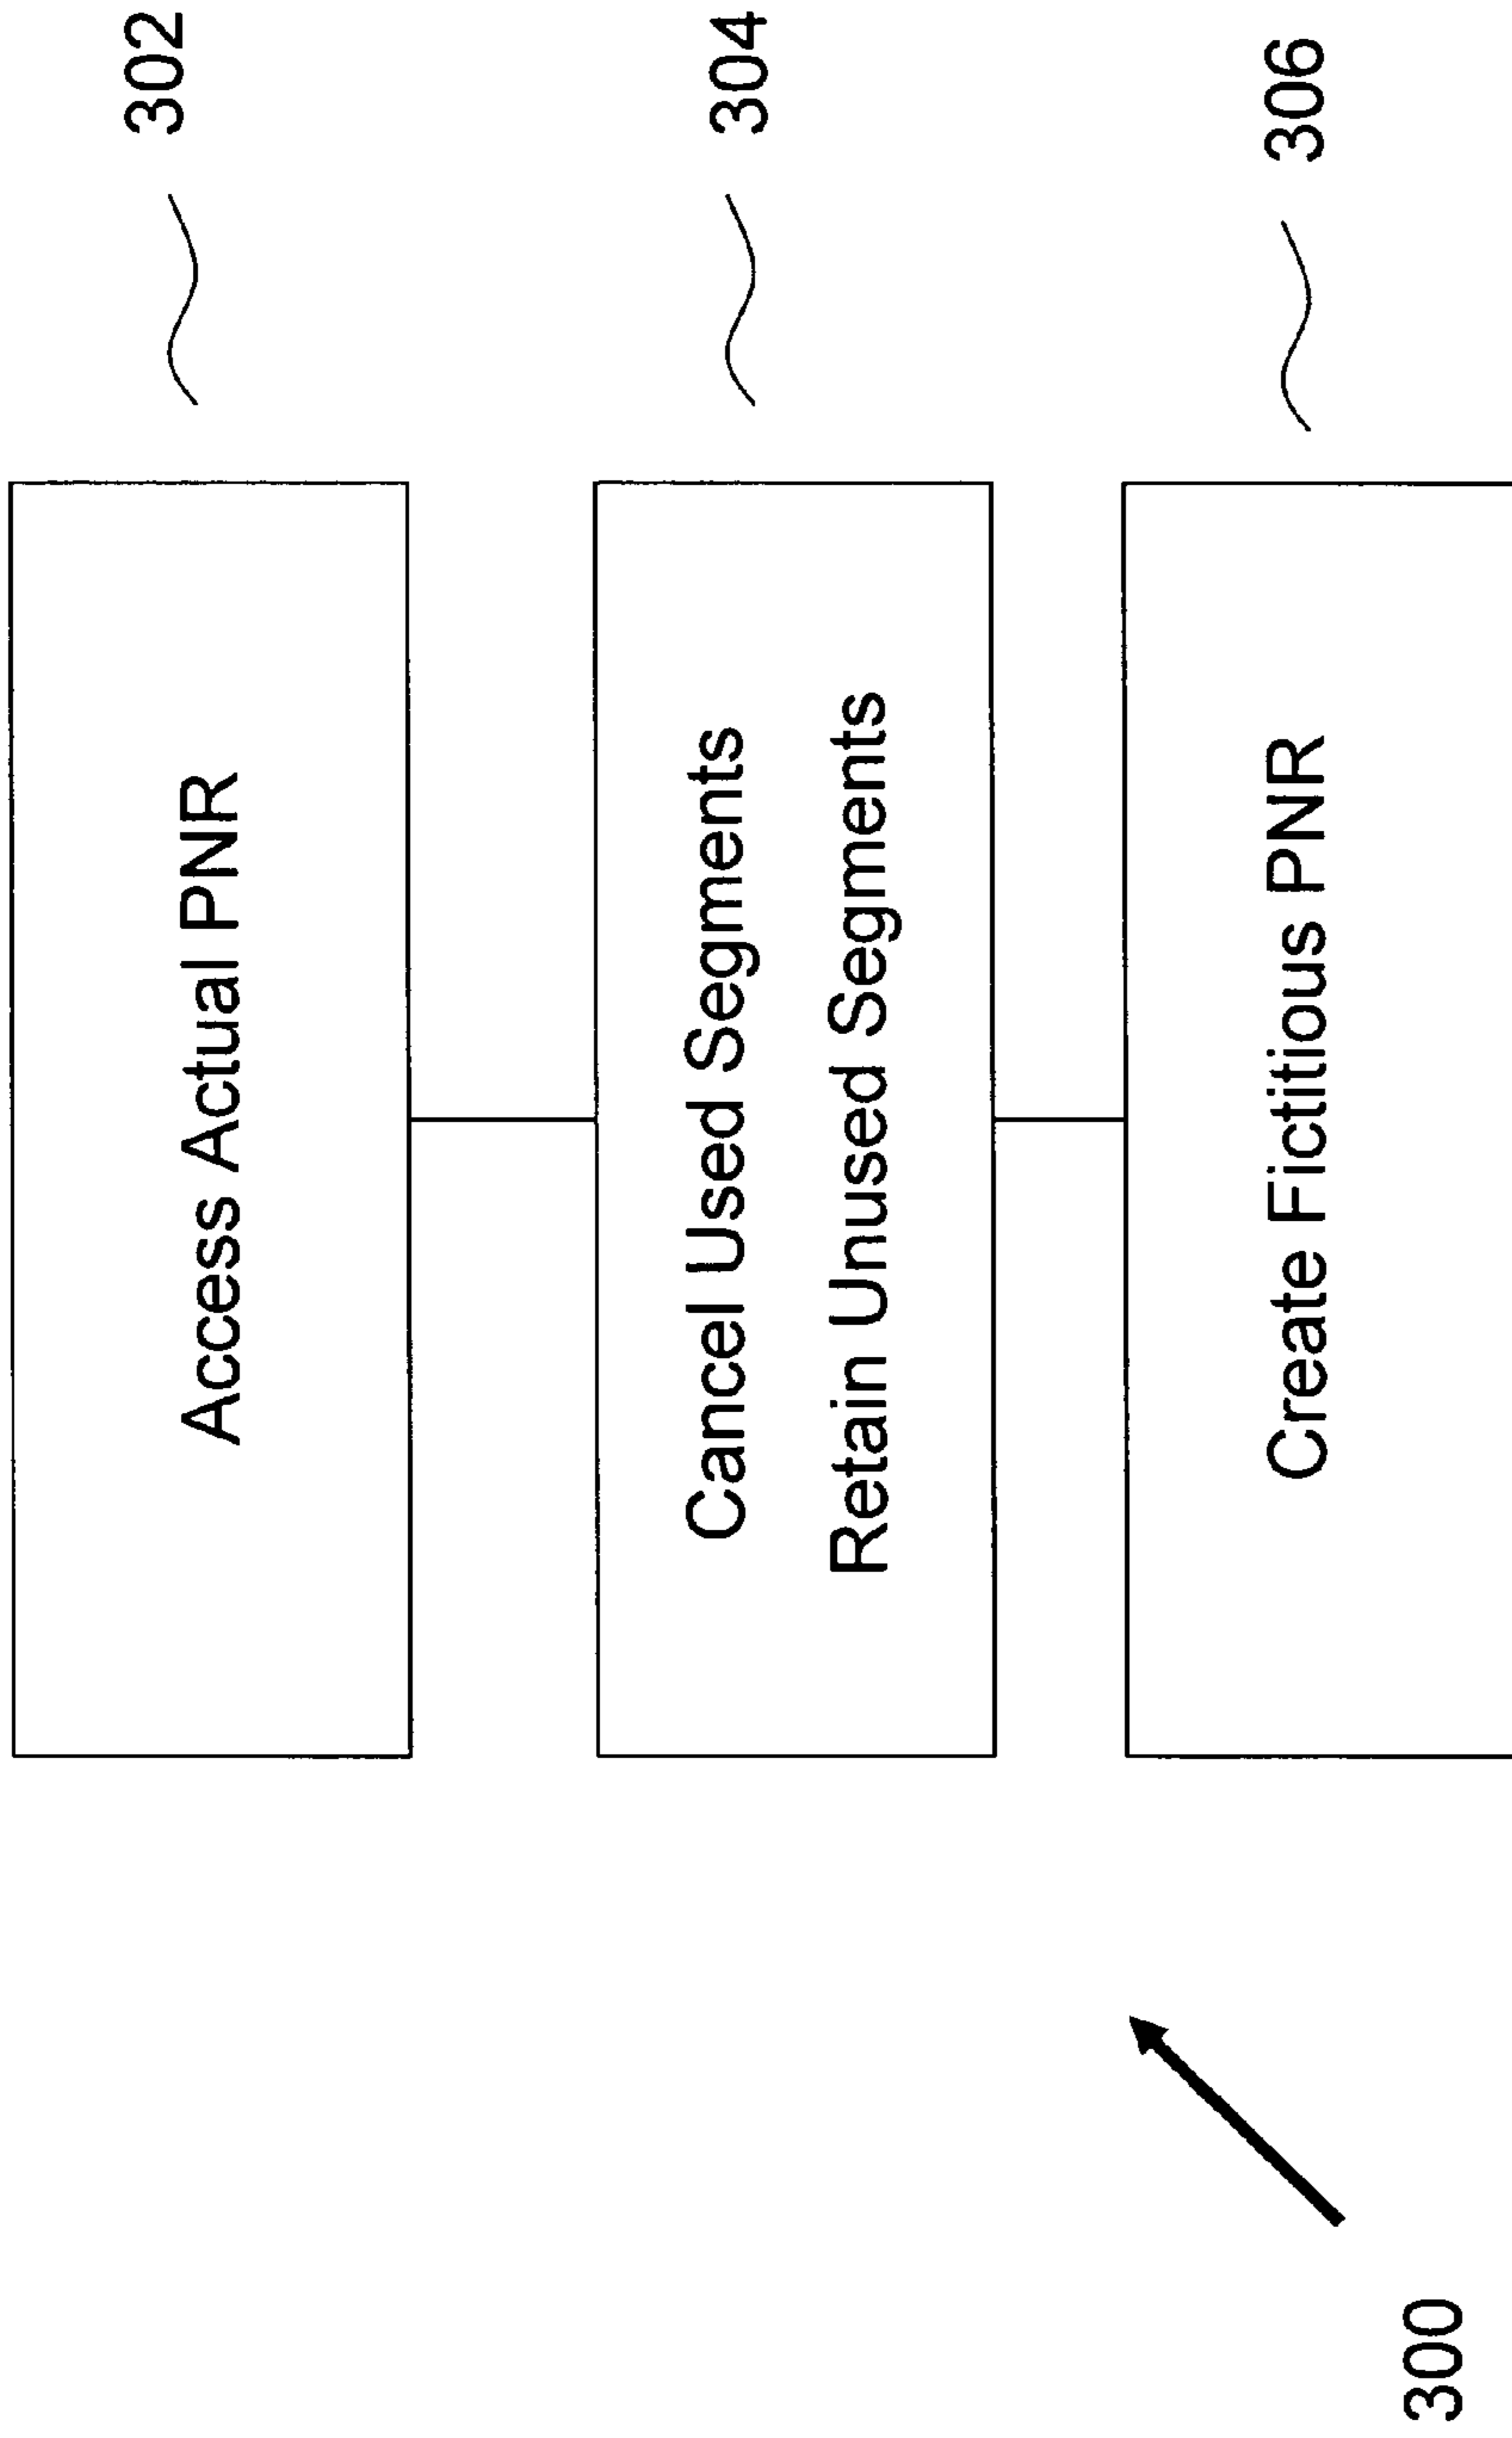 Access Actual PNR
302
Cancel Used Segments
Retain Unused Segments
304
Create Fictitious PNR
306
300